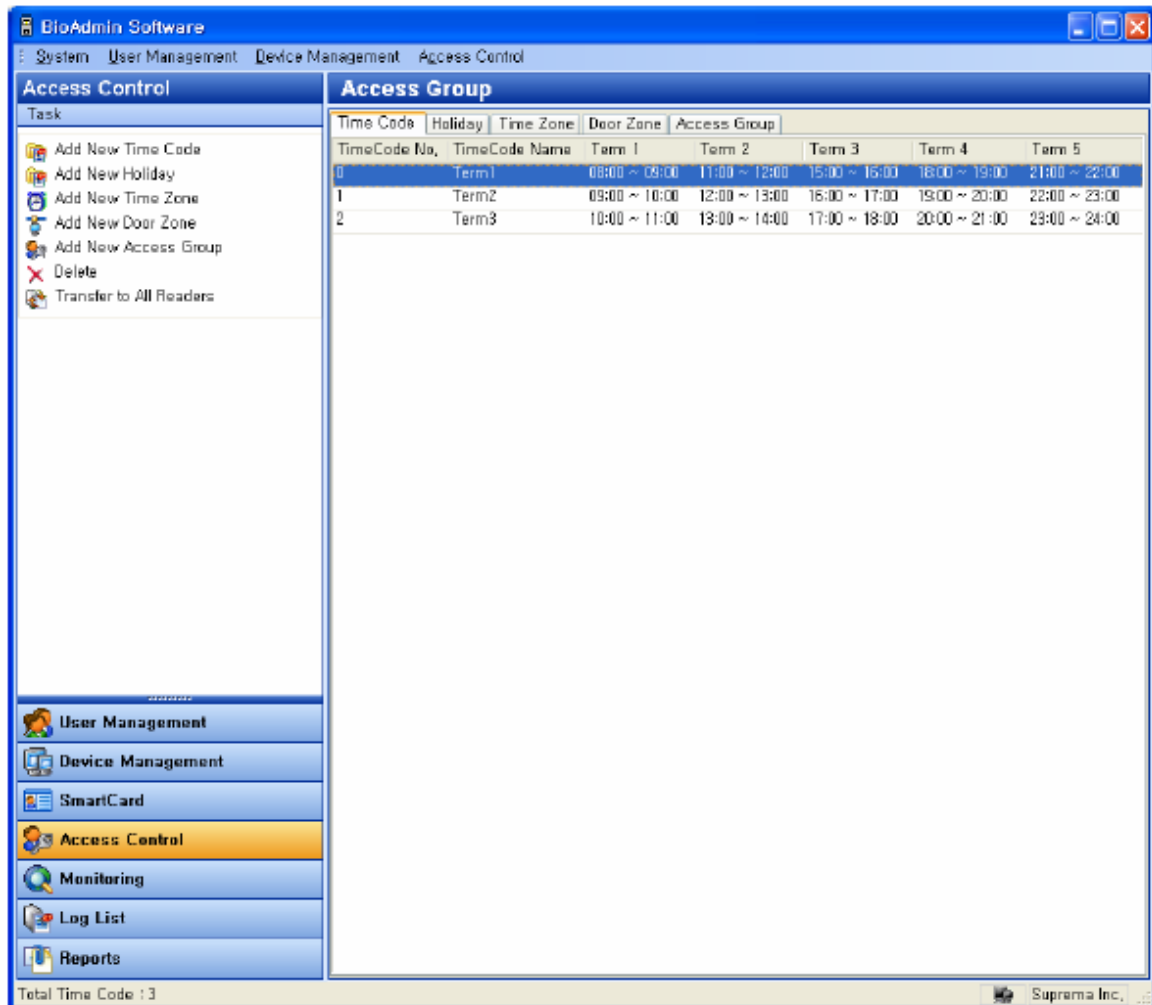 BioAdmin Software
System User Management Device Management Access Control
Access Control
Task
Add New Time Code
Add New Holiday
Add New Time Zone
Add New Door Zone
Add New Access Group
Delete
Transfer to All Readers
User Management
Device Management
SmartCard
Access Control
Monitoring
Log List
Reports
Access Group
Time Code Holiday Time Zone Door Zone Access Group
TimeCode No, TimeCode Name Term 1 Term 2 Term 3 Term 4 Term 5
0 Term1 08:00 ~ 09:00 11:00 ~ 12:00 15:00 ~ 16:00 18:00 ~ 19:00 21:00 ~ 22:00
1 Term2 09:00 ~ 10:00 12:00 ~ 13:00 16:00 ~ 17:00 19:00 ~ 20:00 22:00 ~ 23:00
2 Term3 10:00 ~ 11:00 13:00 ~ 14:00 17:00 ~ 18:00 20:00 ~ 21:00 23:00 ~ 24:00
Total Time Code : 3
Suprema Inc,